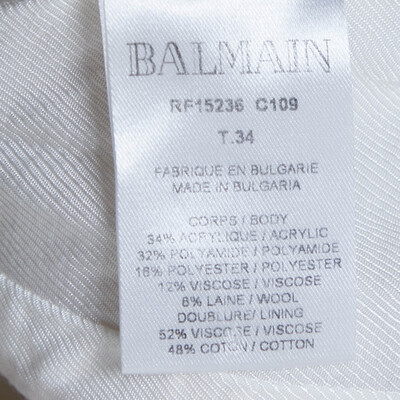 BALMAIN
RF15236 C109
T.34
FABRIQUE EN BULGARIE
MADE IN BULGARIA
CORPS / BODY
34% ACRYLIQUE / ACRYLIC
32% POLYAMIDE / POLYAMIDE
16% POLYESTER / POLYESTER
12% VISCOSE / VISCOSE
6% LAINE / WOOL
DOUBLURE / LINING
52% VISCOSE / VISCOSE
48% COTON / COTTON